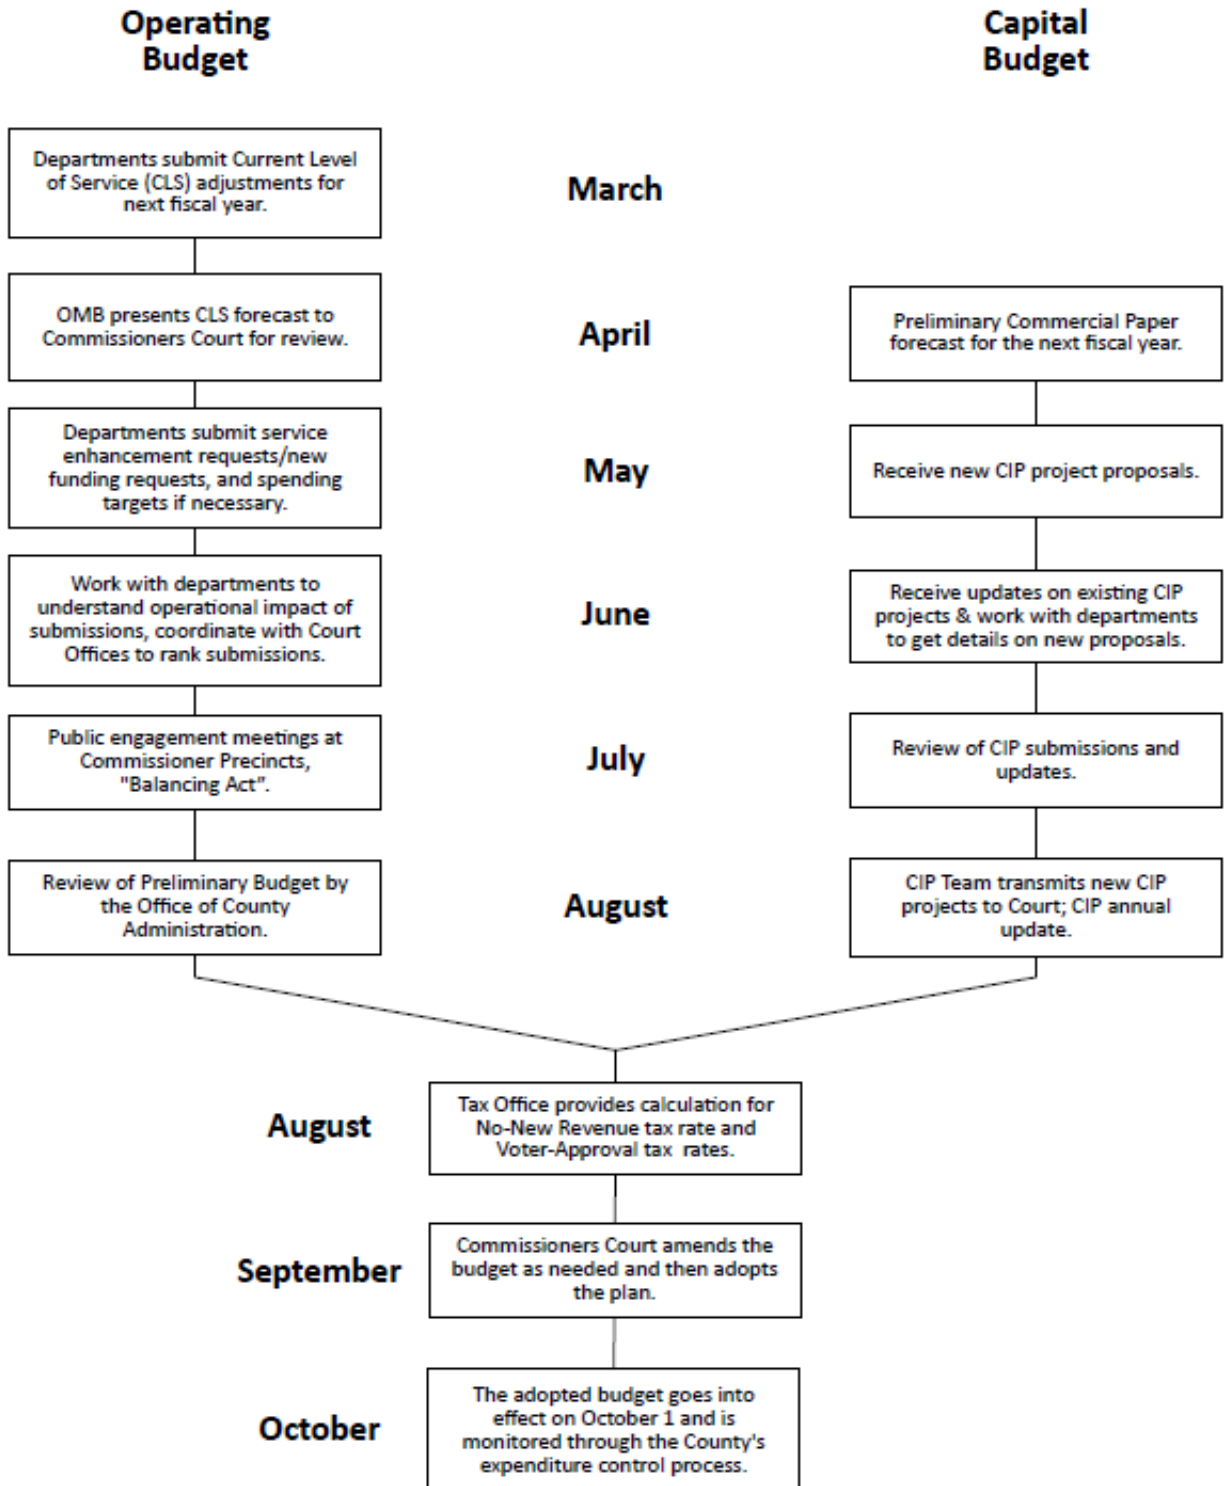 Operating
Budget
Capital
Budget
Departments submit Current Level
of Service (CLS) adjustments for
next fiscal year.
March
OMB presents CLS forecast to
Commissioners Court for review.
April
Preliminary Commercial Paper
forecast for the next fiscal year.
Departments submit service
enhancement requests/new
funding requests, and spending
targets if necessary.
May
Receive new CIP project proposals.
Work with departments to
understand operational impact of
submissions, coordinate with Court
Offices to rank submissions.
June
Receive updates on existing CIP
projects & work with departments
to get details on new proposals.
Public engagement meetings at
Commissioner Precincts,
"Balancing Act”.
July
Review of CIP submissions and
updates.
Review of Preliminary Budget by
the Office of County
Administration.
August
CIP Team transmits new CIP
projects to Court; CIP annual
update.
August
Tax Office provides calculation for
No-New Revenue tax rate and
Voter-Approval tax rates.
September
Commissioners Court amends the
budget as needed and then adopts
the plan.
October
The adopted budget goes into
effect on October 1 and is
monitored through the County's
expenditure control process.